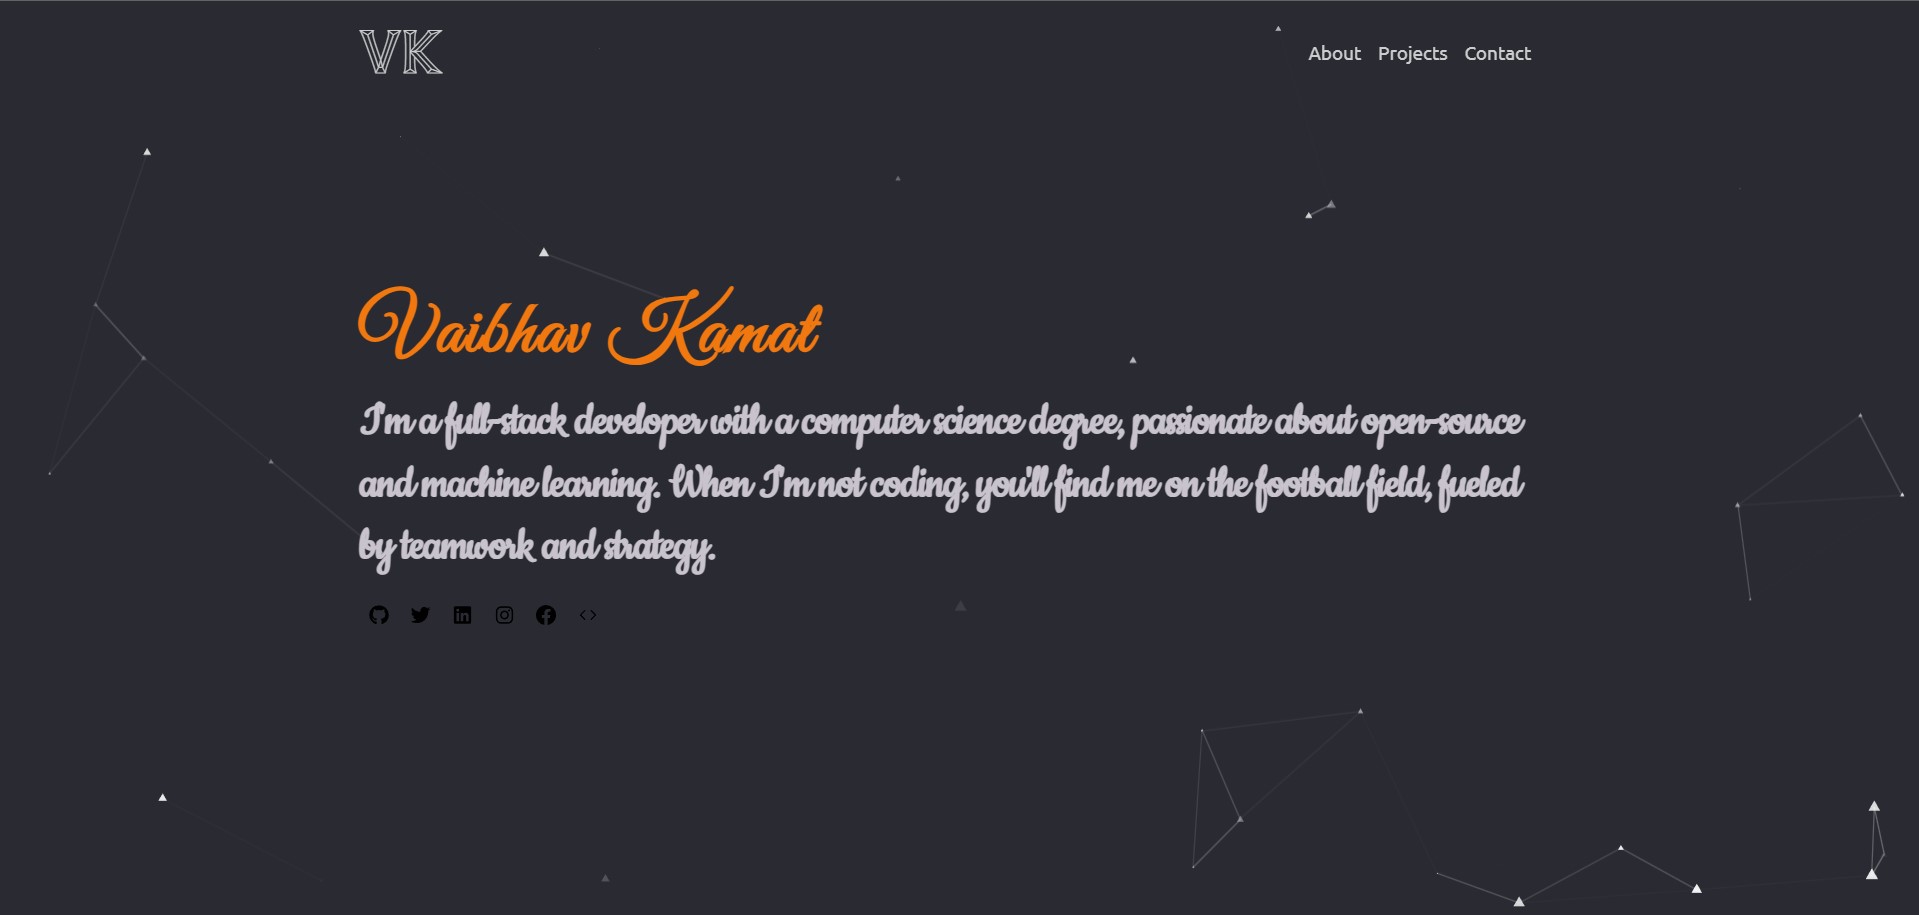 VK
About Projects Contact
Vaibhav Kamat
I'm a full-stack developer with a computer science degree, passionate about open-source
and machine learning. When I'm not coding, you'll find me on the football field, fueled
by teamwork and strategy.